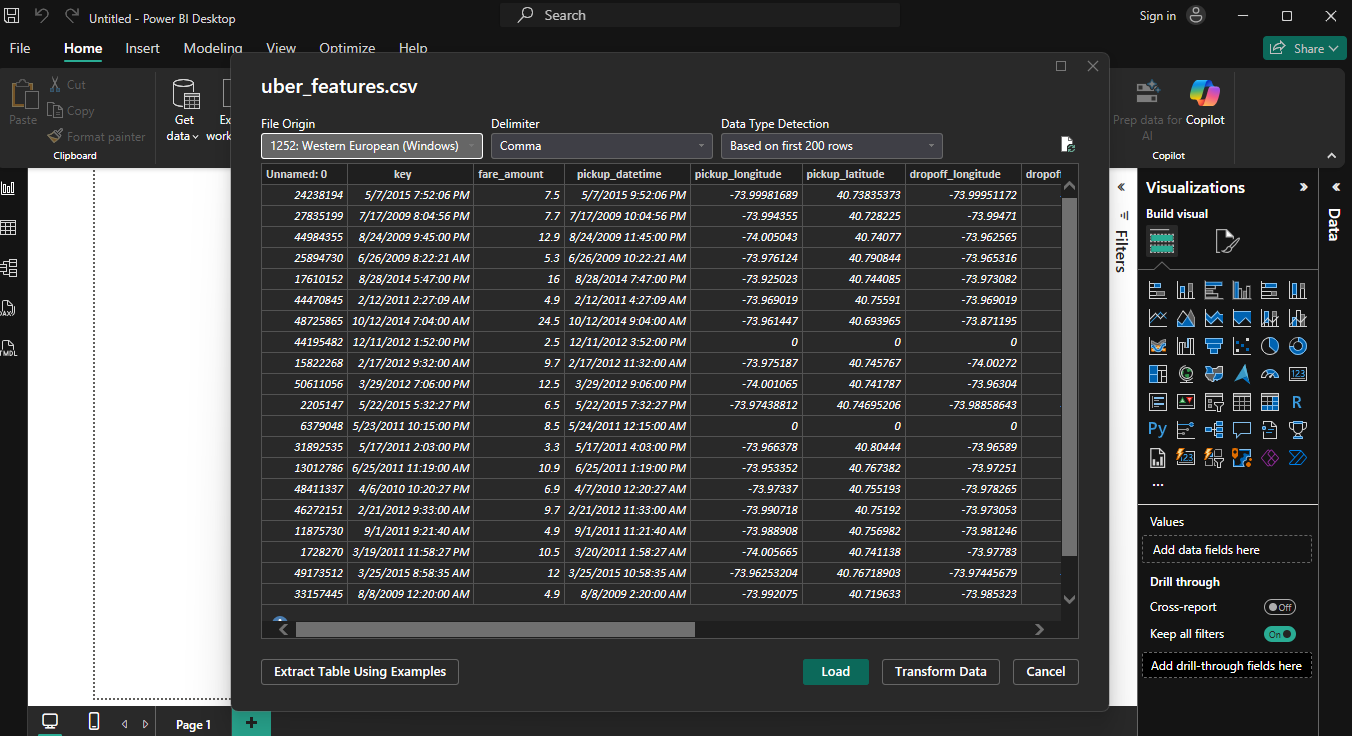 Untitled - Power BI Desktop
Search
Sign in
File Home Insert Modeling View Optimize Help
Share
Paste
Cut
Copy
Format painter
Clipboard
Get data
Ex
work
Prep data for AI
Copilot
Copilot
uber_features.csv
File Origin Delimiter Data Type Detection
1252: Western European (Windows) Comma Based on first 200 rows
Unnamed: 0 key fare_amount pickup_datetime pickup_longitude pickup_latitude dropoff_longitude dropoff
24238194 5/7/2015 7:52:06 PM 7.5 5/7/2015 9:52:06 PM -73.99981689 40.73835373 -73.99951172
27835199 7/17/2009 8:04:56 PM 7.7 7/17/2009 10:04:56 PM -73.994355 40.728225 -73.99471
44984355 8/24/2009 9:45:00 PM 12.9 8/24/2009 11:45:00 PM -74.005043 40.74077 -73.962565
25894730 6/26/2009 8:22:21 AM 5.3 6/26/2009 10:22:21 AM -73.976124 40.790844 -73.965316
17610152 8/28/2014 5:47:00 PM 16 8/28/2014 7:47:00 PM -73.925023 40.744085 -73.973082
44470845 2/12/2011 2:27:09 AM 4.9 2/12/2011 4:27:09 AM -73.969019 40.75591 -73.969019
48725865 10/12/2014 7:04:00 AM 24.5 10/12/2014 9:04:00 AM -73.961447 40.693965 -73.871195
44195482 12/11/2012 1:52:00 PM 2.5 12/11/2012 3:52:00 PM 0 0 0
15822268 2/17/2012 9:32:00 AM 9.7 2/17/2012 11:32:00 AM -73.975187 40.745767 -74.00272
50611056 3/29/2012 7:06:00 PM 12.5 3/29/2012 9:06:00 PM -74.001065 40.741787 -73.96304
2205147 5/22/2015 5:32:27 PM 6.5 5/22/2015 7:32:27 PM -73.97438812 40.74695206 -73.98858643
6379048 5/23/2011 10:15:00 PM 8.5 5/24/2011 12:15:00 AM 0 0 0
31892535 5/17/2011 2:03:00 PM 3.3 5/17/2011 4:03:00 PM -73.966378 40.80444 -73.96589
13012786 6/25/2011 11:19:00 AM 10.9 6/25/2011 1:19:00 PM -73.953352 40.767382 -73.97251
48411337 4/6/2010 10:20:27 PM 6.9 4/7/2010 12:20:27 AM -73.97337 40.755193 -73.978265
46272151 2/21/2012 9:33:00 AM 9.7 2/21/2012 11:33:00 AM -73.990718 40.75192 -73.973053
11875730 9/1/2011 9:21:40 AM 4.9 9/1/2011 11:21:40 AM -73.988908 40.756982 -73.981246
1728270 3/19/2011 11:58:27 PM 10.5 3/20/2011 1:58:27 AM -74.005665 40.741138 -73.97783
49173512 3/25/2015 8:58:35 AM 12 3/25/2015 10:58:35 AM -73.96253204 40.76718903 -73.97445679
33157445 8/8/2009 12:20:00 AM 4.9 8/8/2009 2:20:00 AM -73.992075 40.719633 -73.985323
Extract Table Using Examples Load Transform Data Cancel
Filters
Visualizations
Build visual
123
R
Py
123
...
Values
Add data fields here
Drill through
Cross-report Off
Keep all filters On
Add drill-through fields here
Data
DAX
TMDL
Page 1
+